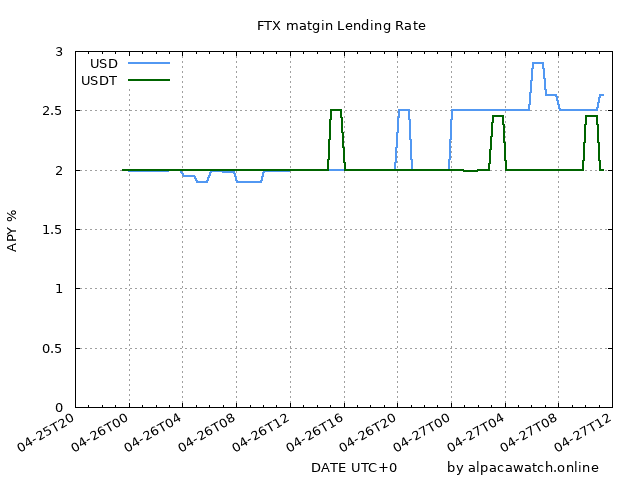 FTX matgin Lending Rate
USD
USDT
3
2.5
2
1.5
1
0.5
0
APY %
04-25T20
04-26T00
04-26T04
04-26T08
04-26T12
04-26T16
04-26T20
04-27T00
04-27T04
04-27T08
04-27T12
DATE UTC+0
by alpacawatch.online